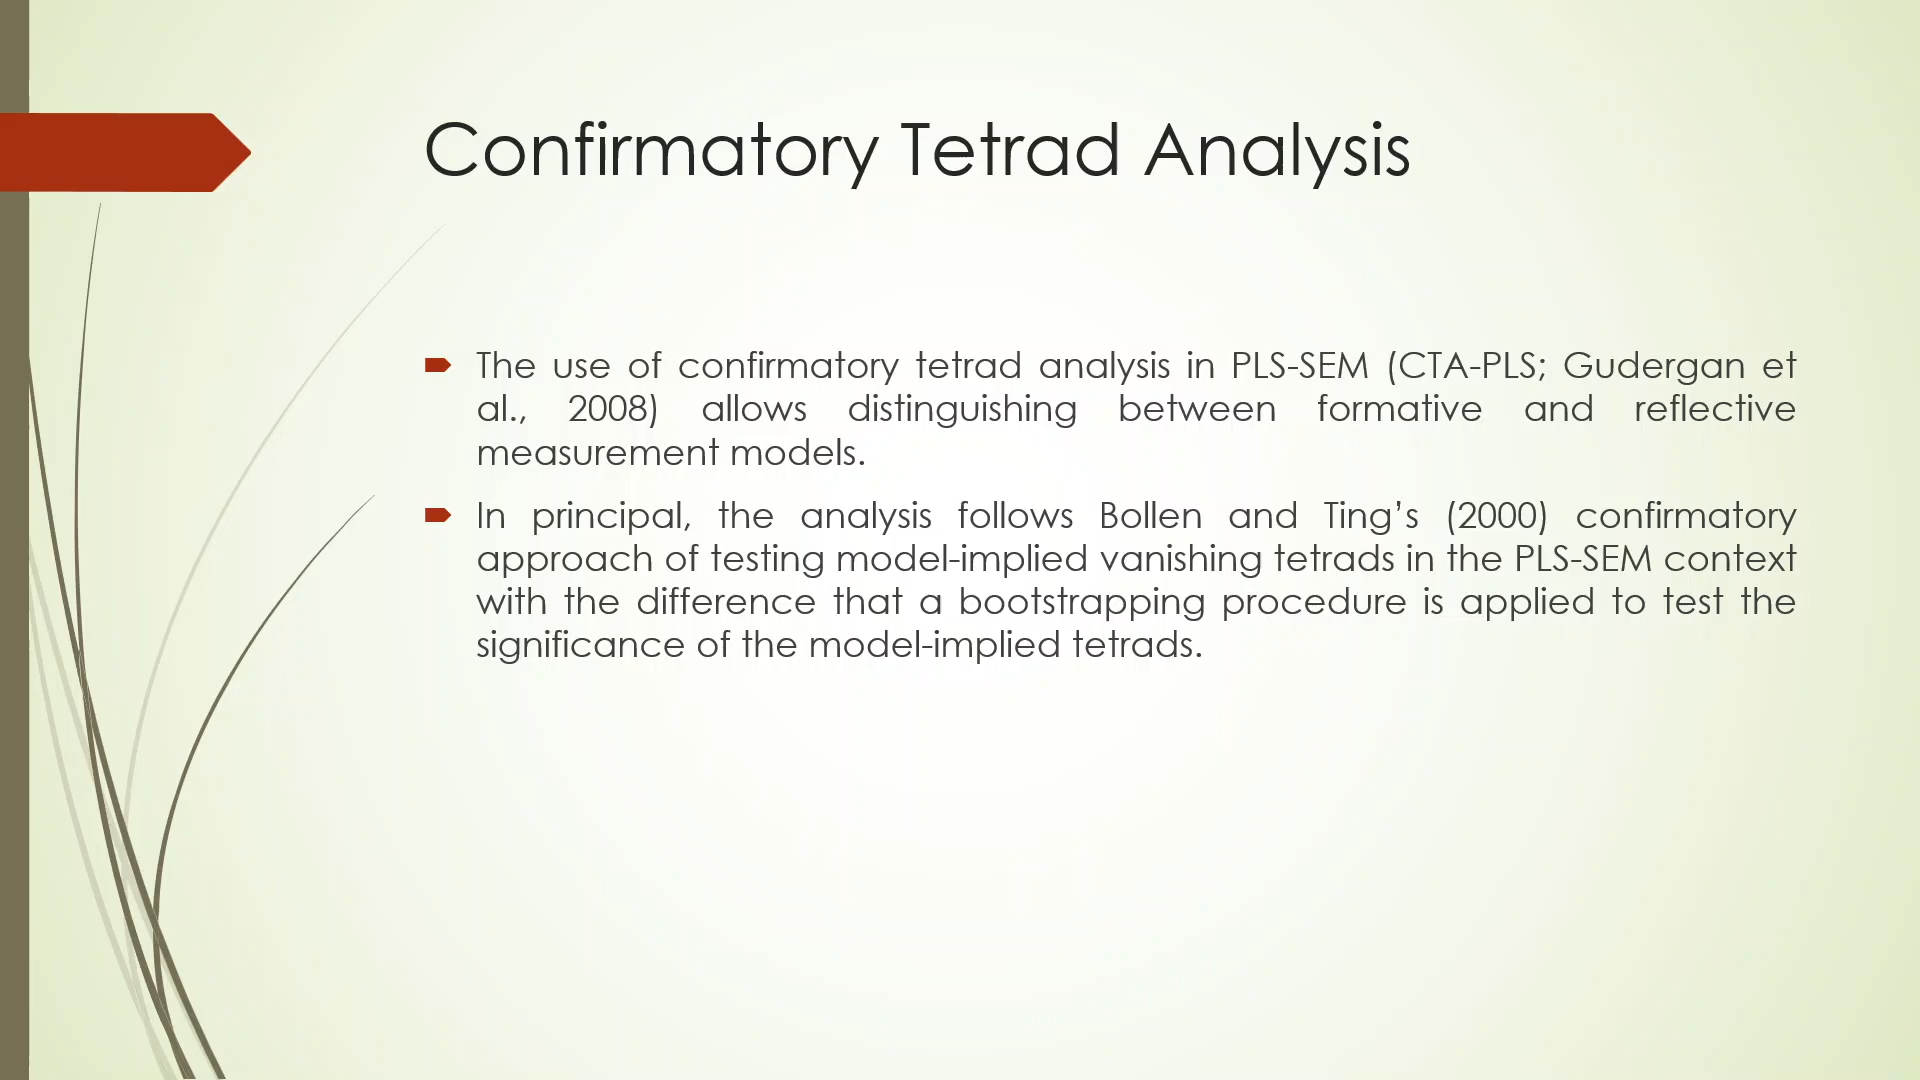 Confirmatory Tetrad Analysis
The use of confirmatory tetrad analysis in PLS-SEM (CTA-PLS; Gudergan et
al., 2008) allows distinguishing between formative and reflective
measurement models.
In principal, the analysis follows Bollen and Ting’s (2000) confirmatory
approach of testing model-implied vanishing tetrads in the PLS-SEM context
with the difference that a bootstrapping procedure is applied to test the
significance of the model-implied tetrads.